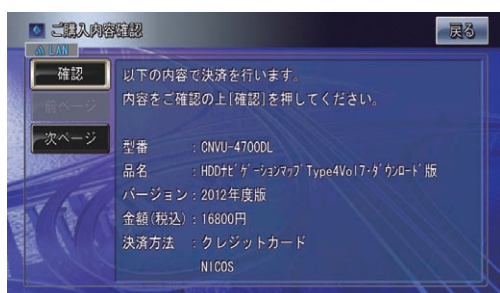 ご購入内容確認
戻る
LAN
確認
以下の内容で決済を行います。
内容をご確認の上[確認]を押してください。
前ページ
次ページ
型番 : CNVU-4700DL
品名 : HDDﾅﾋﾞｹﾞｰｼｮﾝﾏｯﾌﾟType4Vol7･ﾀﾞｳﾝﾛｰﾄﾞ版
バージョン : 2012年度版
金額(税込) : 16800円
決済方法 : クレジットカード
NICOS